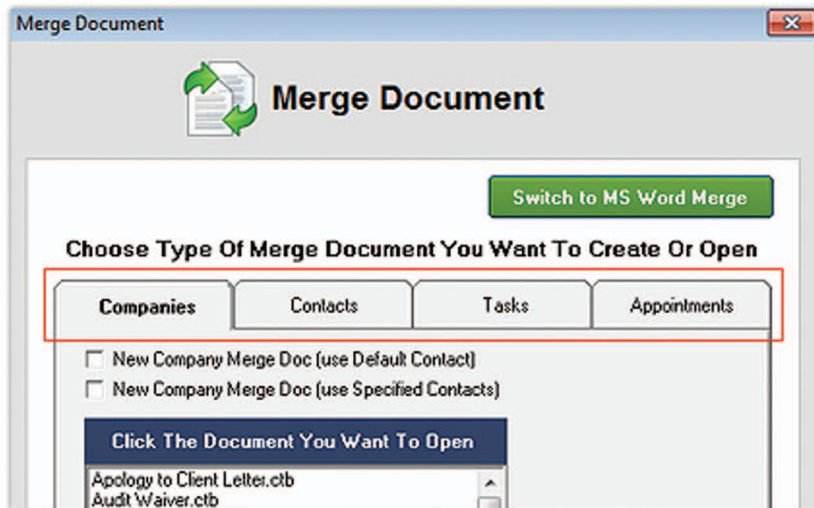 Merge Document
Merge Document
Switch to MS Word Merge
Choose Type Of Merge Document You Want To Create Or Open
Companies Contacts Tasks Appointments
New Company Merge Doc (use Default Contact)
New Company Merge Doc (use Specified Contacts)
Click The Document You Want To Open
Apology to Client Letter.ctb
Audit Waiver.ctb